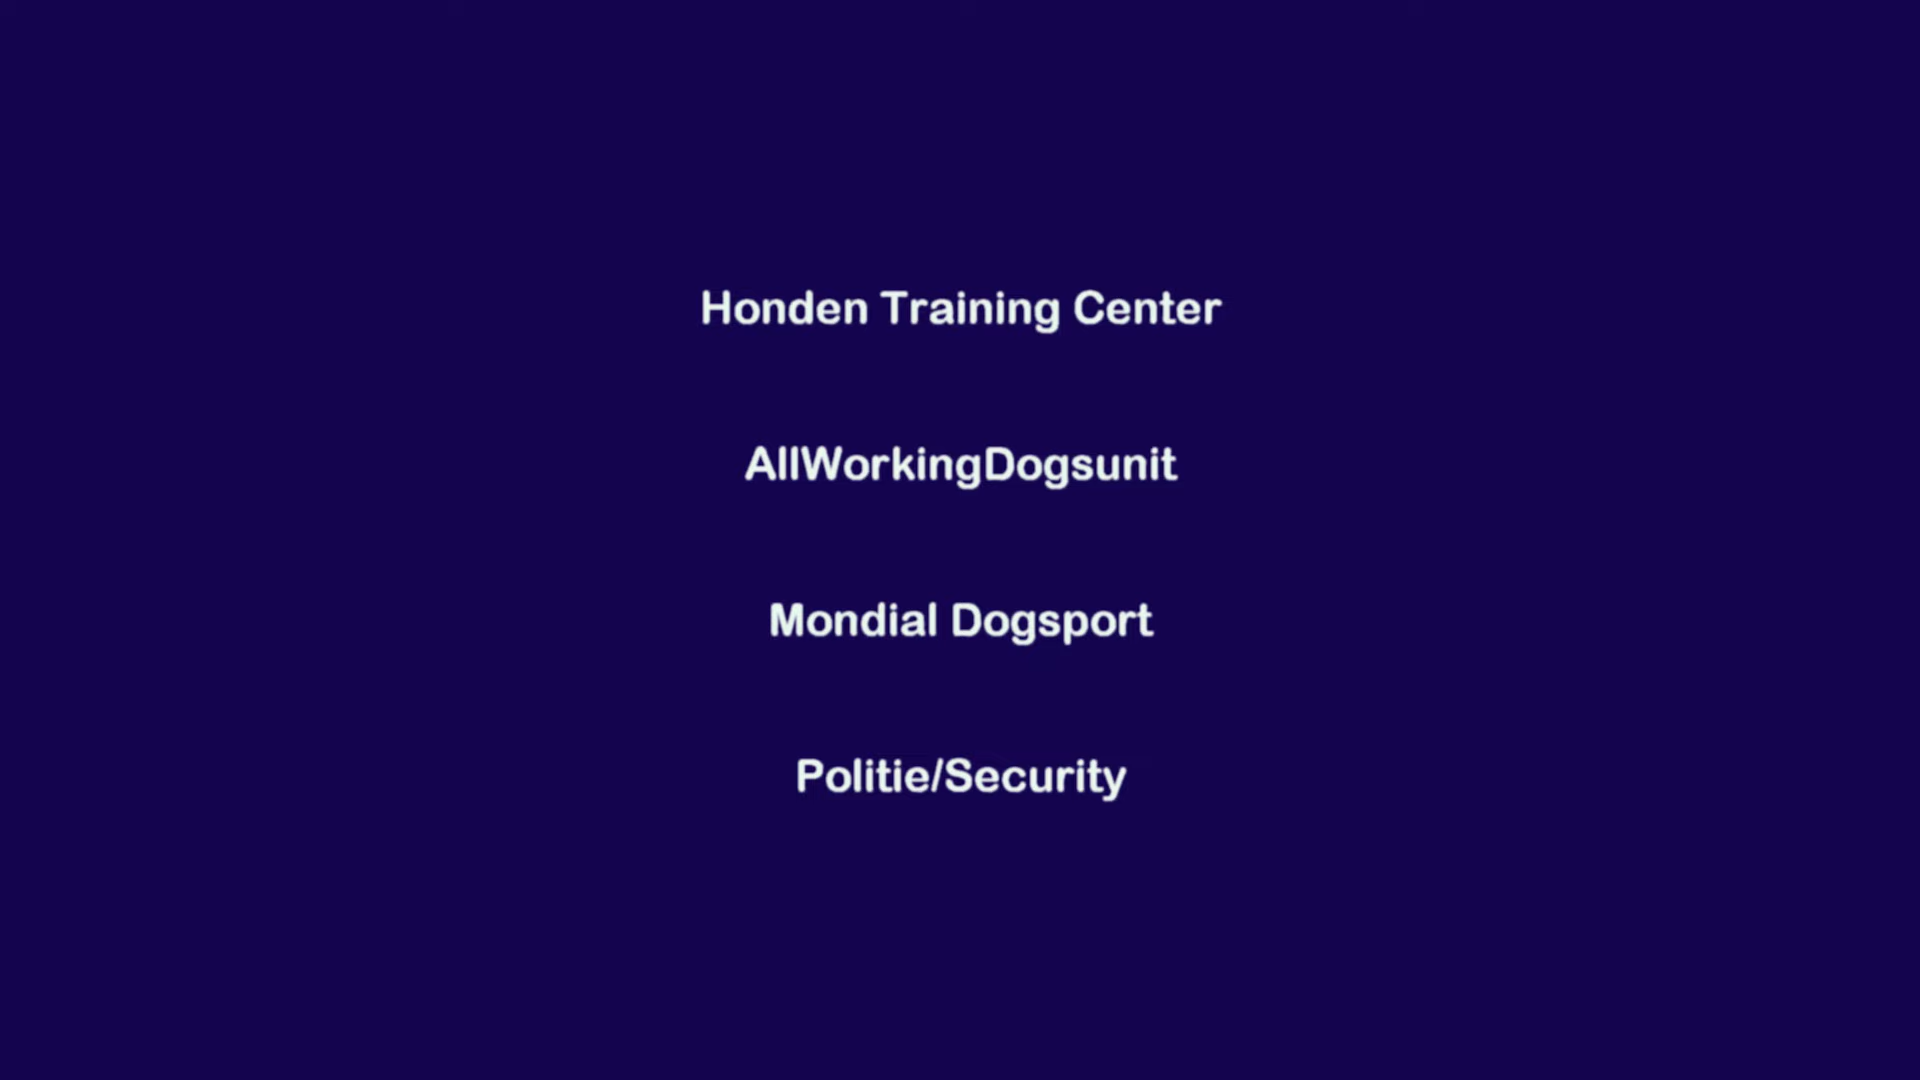 Honden Training Center
AllWorkingDogsunit
Mondial Dogsport
Politie/Security